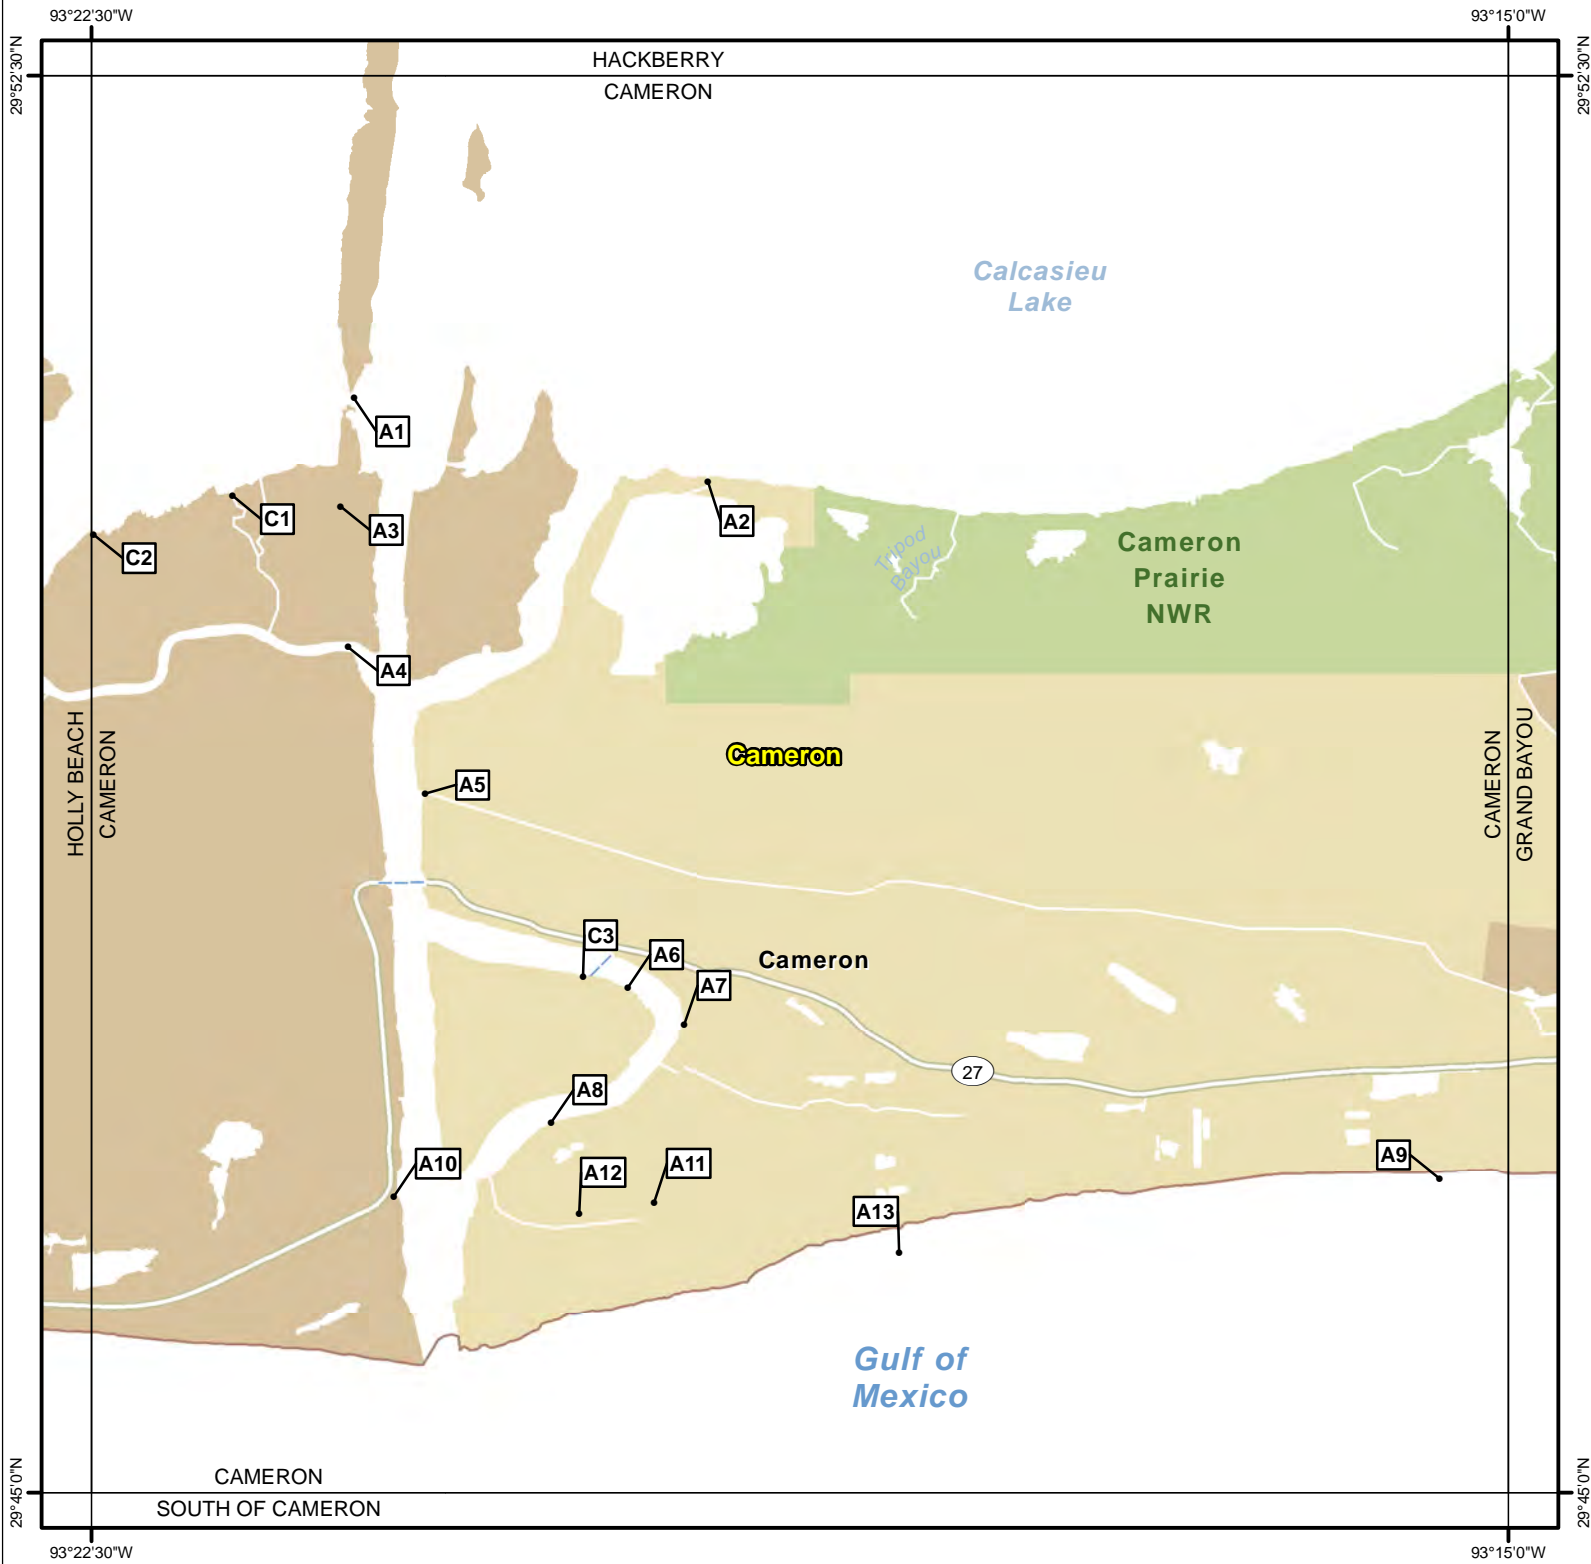 93°22'30"W
93°15'0"W
29°52'30"N
29°52'30"N
HACKBERRY
CAMERON
Calcasieu
Lake
A1
C1
A3
A2
C2
Tripod
Bayou
Cameron
Prairie
NWR
A4
HOLLY BEACH
CAMERON
Cameron
A5
CAMERON
GRAND BAYOU
C3
A6
Cameron
A7
27
A8
A10
A12
A11
A9
A13
Gulf of
Mexico
CAMERON
SOUTH OF CAMERON
29°45'0"N
29°45'0"N
93°22'30"W
93°15'0"W